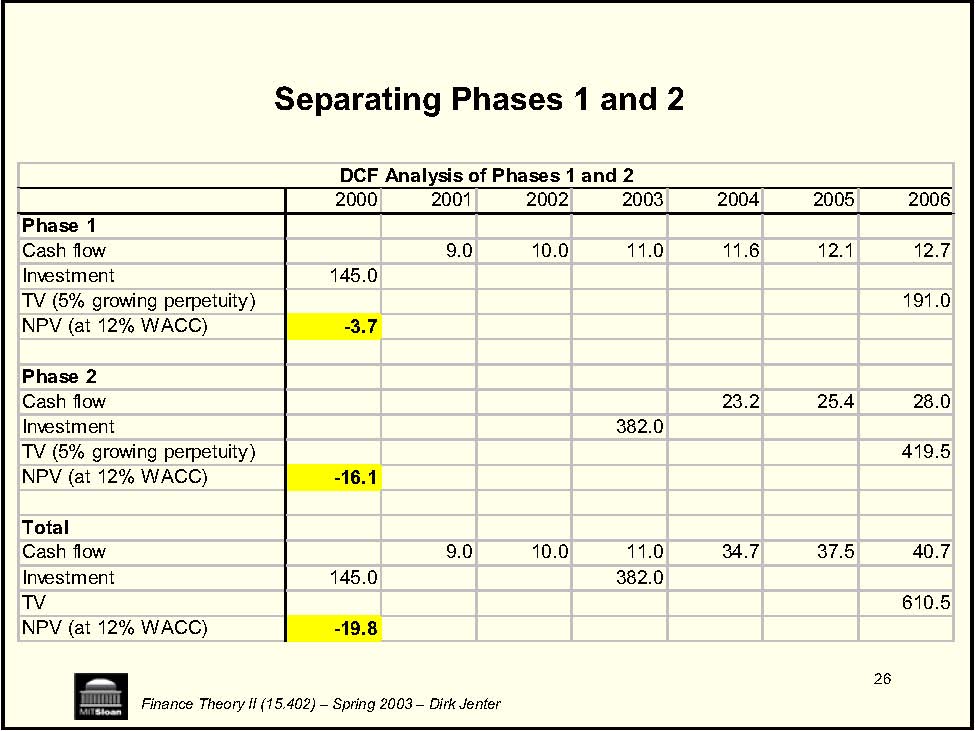 Separating Phases 1 and 2
DCF Analysis of Phases 1 and 2
2000 2001 2002 2003 2004 2005 2006
Phase 1
Cash flow 9.0 10.0 11.0 11.6 12.1 12.7
Investment 145.0
TV (5% growing perpetuity) 191.0
NPV (at 12% WACC) -3.7
Phase 2
Cash flow 23.2 25.4 28.0
Investment 382.0
TV (5% growing perpetuity) 419.5
NPV (at 12% WACC) -16.1
Total
Cash flow 9.0 10.0 11.0 34.7 37.5 40.7
Investment 145.0 382.0
TV 610.5
NPV (at 12% WACC) -19.8
26
MITSloan
Finance Theory II (15.402) – Spring 2003 – Dirk Jenter